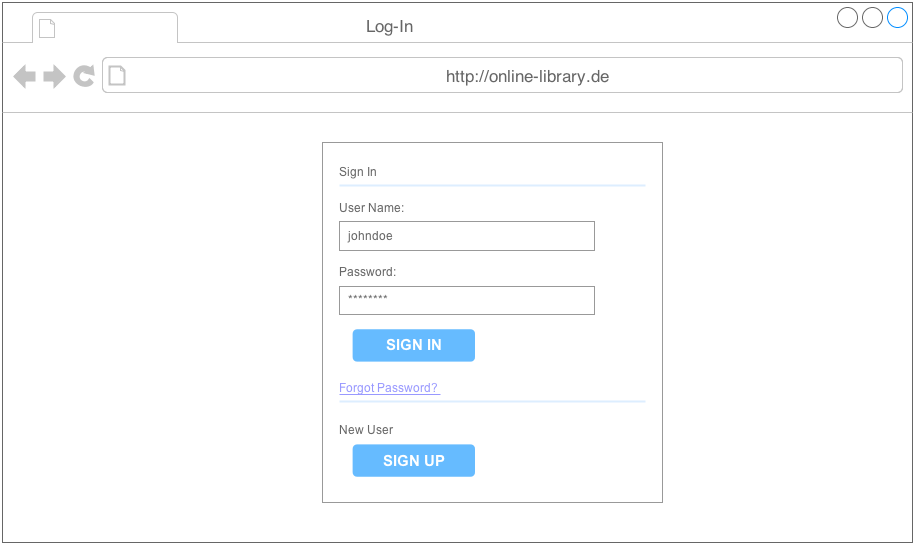 Log-In
http://online-library.de
Sign In
User Name:
johndoe
Password:
********
SIGN IN
Forgot Password?
New User
SIGN UP